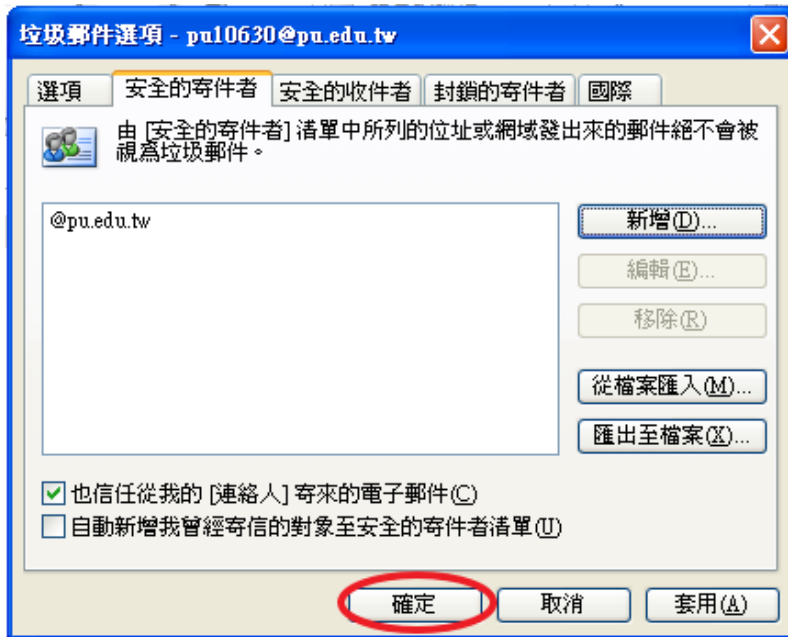 垃圾郵件選項 - pu10630@pu.edu.tw
選項
安全的寄件者
安全的收件者
封鎖的寄件者
國際
由 [安全的寄件者] 清單中所列的位址或網域發出來的郵件絕不會被
視為垃圾郵件。
@pu.edu.tw
新增(D)...
編輯(E)...
移除(R)
從檔案匯入(M)...
匯出至檔案(X)...
也信任從我的 [連絡人] 寄來的電子郵件(C)
自動新增我曾經寄信的對象至安全的寄件者清單(U)
確定
取消
套用(A)